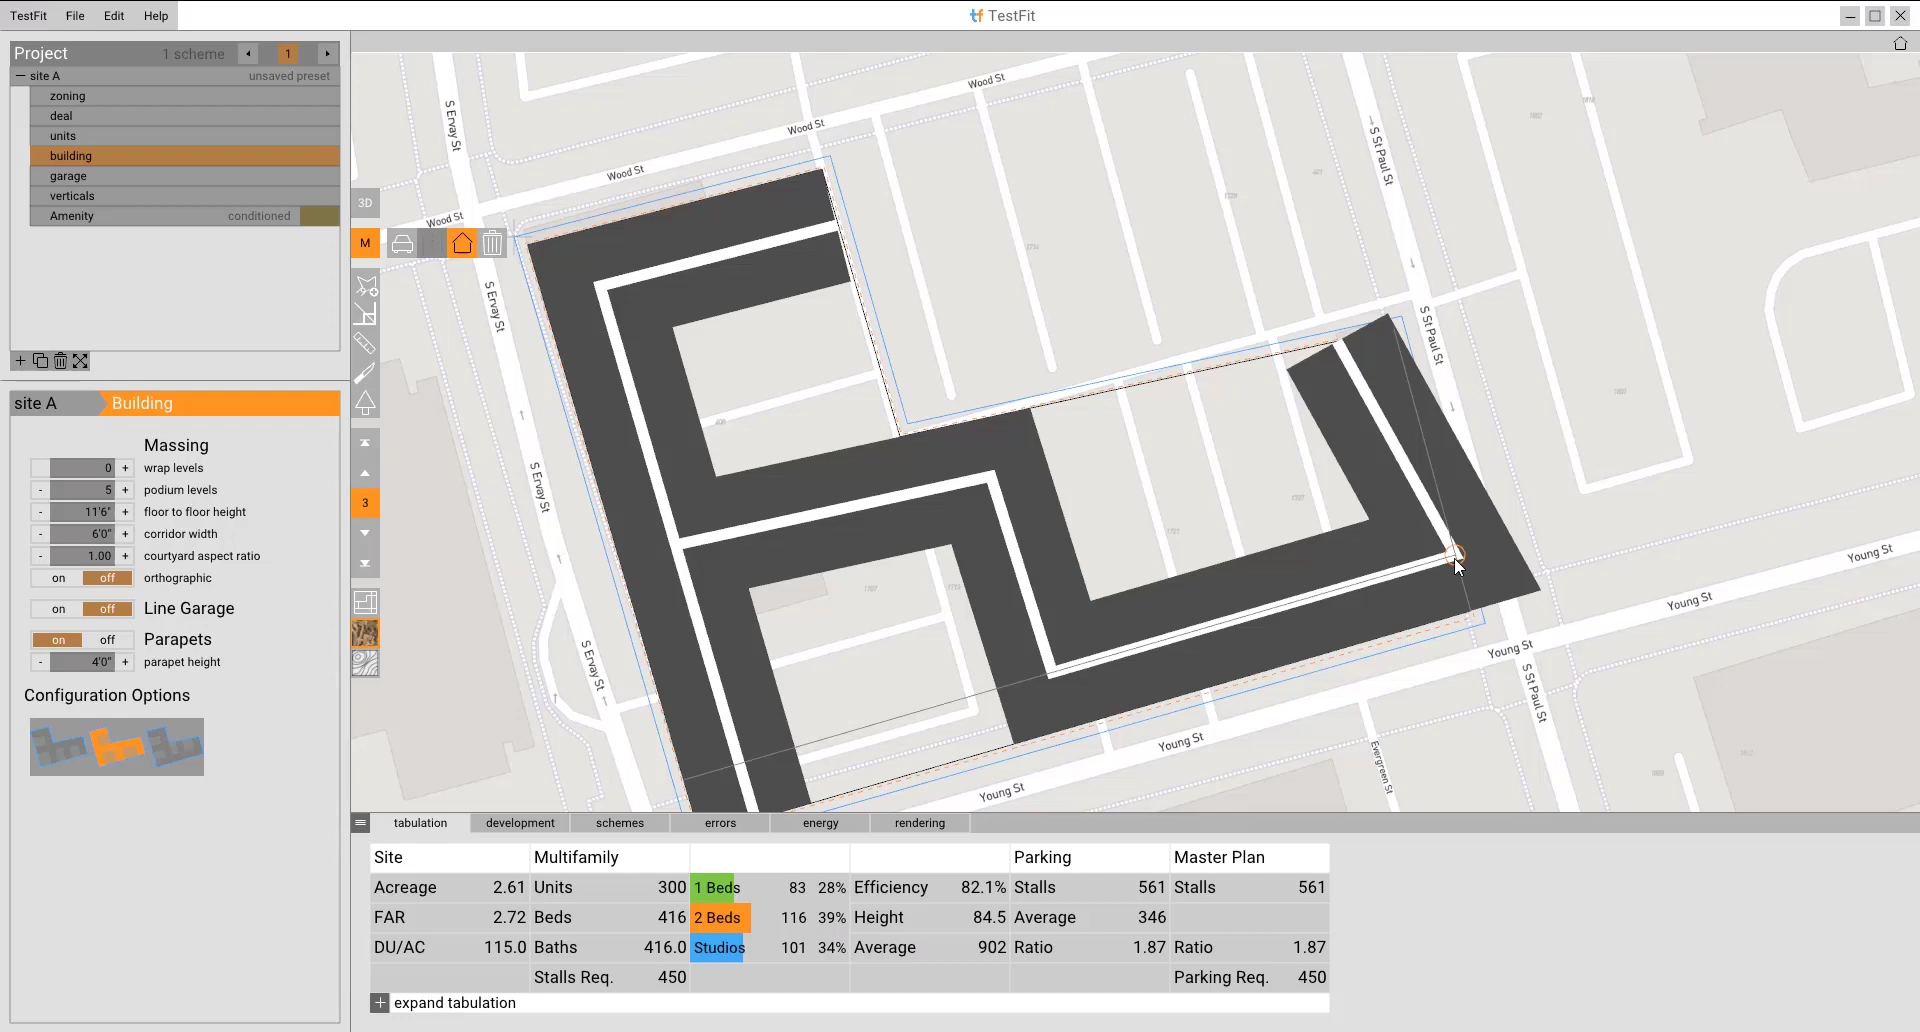 TestFit File Edit Help
TestFit
Project 1 scheme 1
site A unsaved preset
zoning
deal
units
building
garage
verticals
Amenity conditioned
site A Building
Massing
0 + wrap levels
- 5 + podium levels
- 11'6" + floor to floor height
- 6'0" + corridor width
- 1.00 + courtyard aspect ratio
on off orthographic
on off Line Garage
on off Parapets
- 4'0" + parapet height
Configuration Options
3D
M
3
Wood St
Wood St
Wood St
Wood St
S Ervay St
S Ervay St
S Ervay St
S Ervay St
S St Paul St
S St Paul St
S St Paul St
Young St
Young St
Young St
Young St
Young St
Evergreen St
tabulation development schemes errors energy rendering
Site Multifamily Parking Master Plan
Acreage 2.61 Units 300 1 Beds 83 28% Efficiency 82.1% Stalls 561 Stalls 561
FAR 2.72 Beds 416 2 Beds 116 39% Height 84.5 Average 346
DU/AC 115.0 Baths 416.0 Studios 101 34% Average 902 Ratio 1.87 Ratio 1.87
Stalls Req. 450 Parking Req. 450
+ expand tabulation